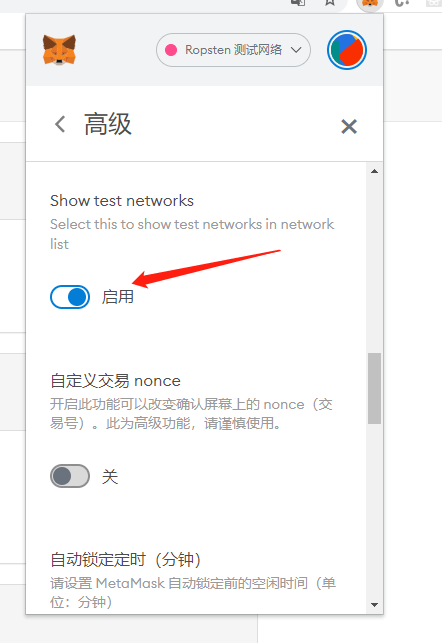 Ropsten 测试网络
高级
Show test networks
Select this to show test networks in network
list
启用
自定义交易 nonce
开启此功能可以改变确认屏幕上的 nonce（交
易号）。此为高级功能，请谨慎使用。
关
自动锁定定时（分钟）
请设置 MetaMask 自动锁定前的空闲时间（单
位：分钟）